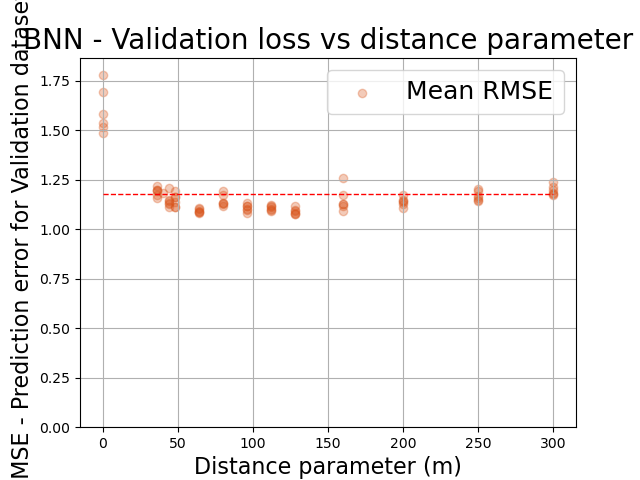 BNN - Validation loss vs distance parameter
Mean RMSE
MSE - Prediction error for Validation datase
1.75
1.50
1.25
1.00
0.75
0.50
0.25
0.00
0 50 100 150 200 250 300
Distance parameter (m)